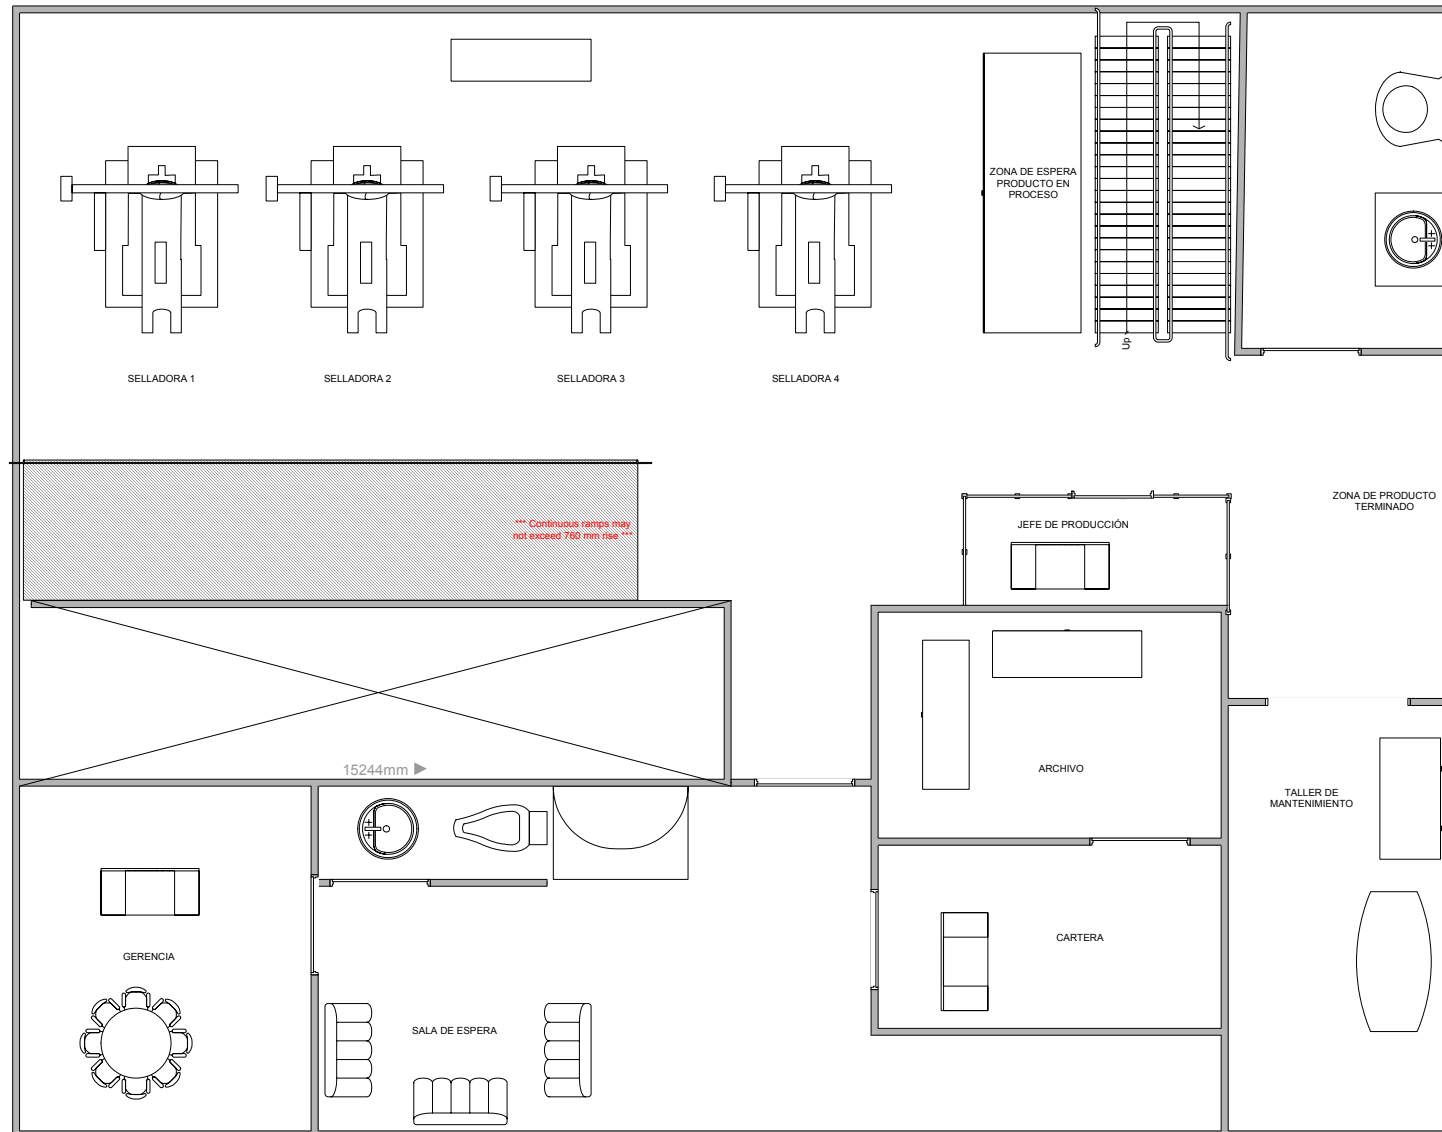 ZONA DE ESPERA
PRODUCTO EN
PROCESO
Up
SELLADORA 1
SELLADORA 2
SELLADORA 3
SELLADORA 4
*** Continuous ramps may
not exceed 760 mm rise ***
JEFE DE PRODUCCIÓN
ZONA DE PRODUCTO
TERMINADO
15244mm
ARCHIVO
TALLER DE
MANTENIMIENTO
GERENCIA
CARTERA
SALA DE ESPERA